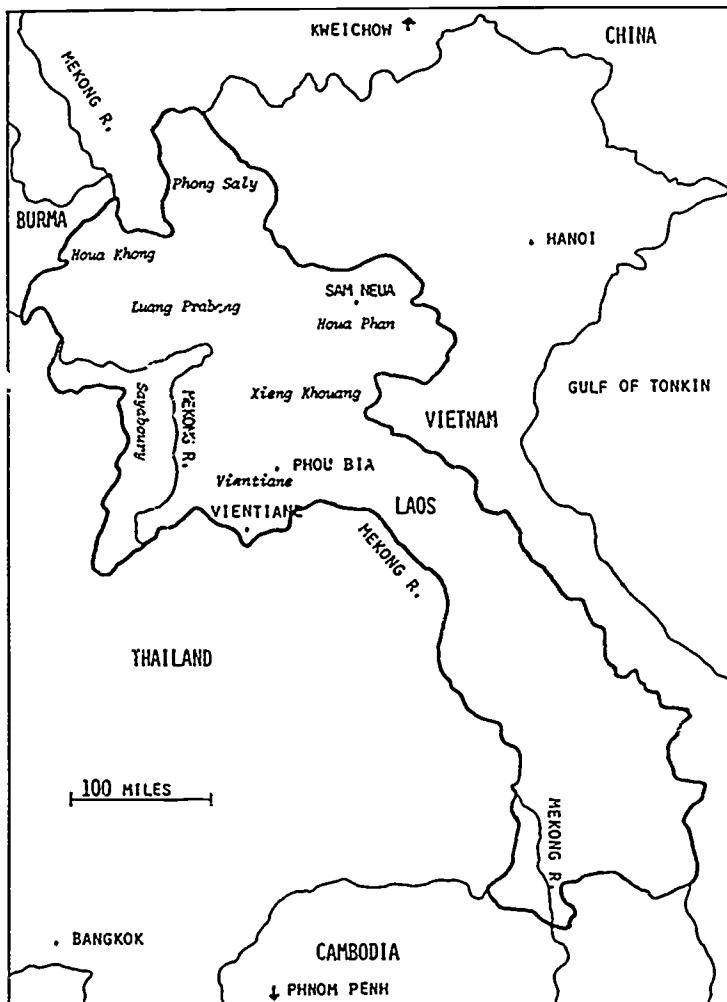 KWEICHOW
CHINA
MEKONG R.
Phong Saly
BURMA
HANOI
Houa Khong
SAM NEUA
Luang Prabang
Houa Phan
GULF OF TONKIN
Xieng Khouang
Sayaboury
MEKONG R.
VIETNAM
PHOU BIA
Vientiane
LAOS
VIENTIANE
MEKONG R.
THAILAND
100 MILES
MEKONG R.
BANGKOK
CAMBODIA
PHNOM PENH